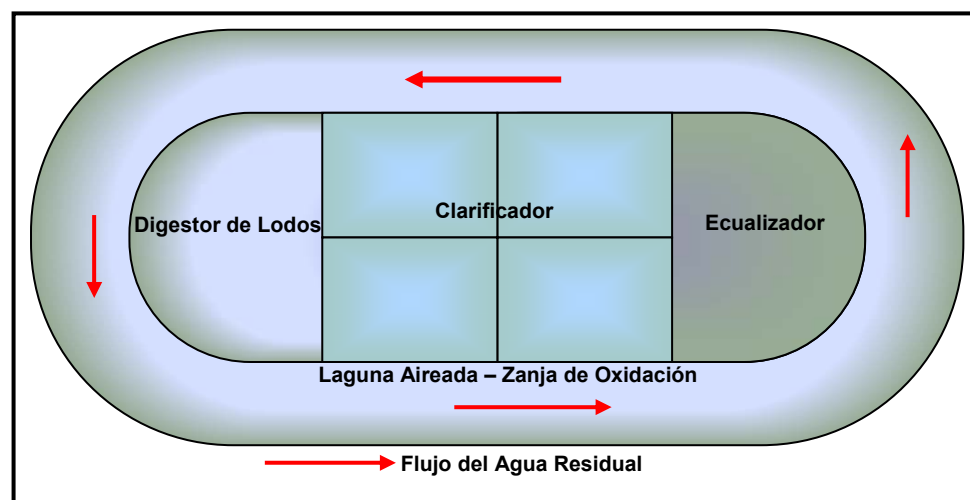 Digestor de Lodos
Clarificador
Ecualizador
Laguna Aireada – Zanja de Oxidación
Flujo del Agua Residual